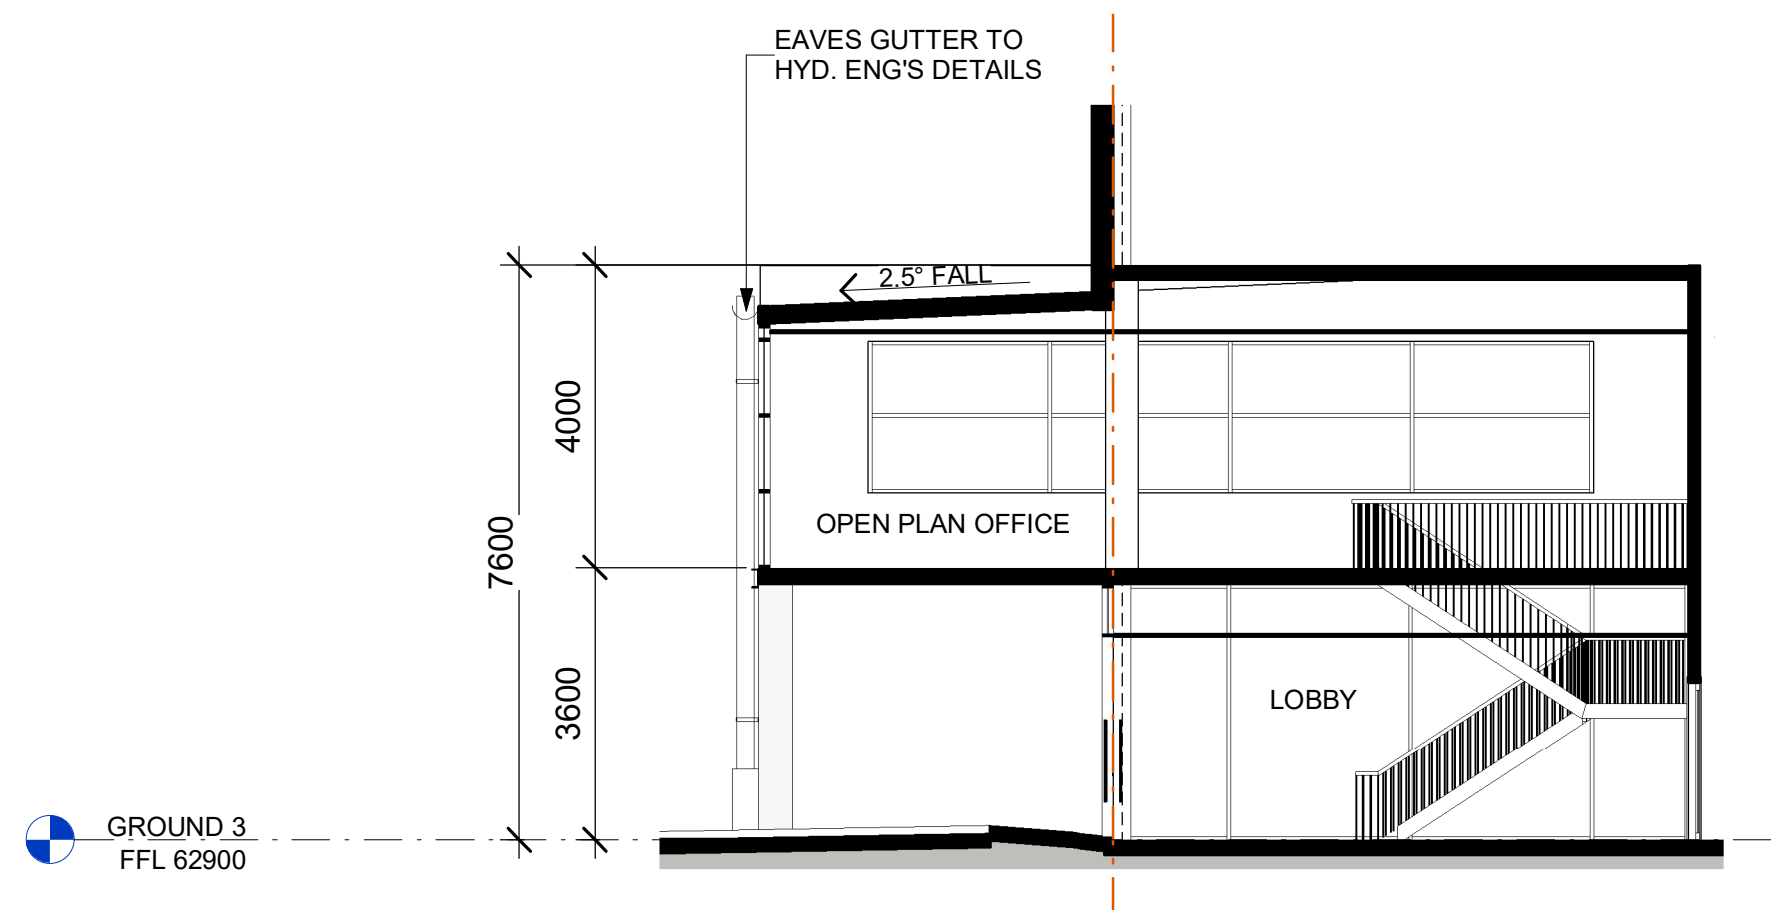 EAVES GUTTER TO
HYD. ENG'S DETAILS
2.5° FALL
4000
7600
OPEN PLAN OFFICE
3600
LOBBY
GROUND 3
FFL 62900